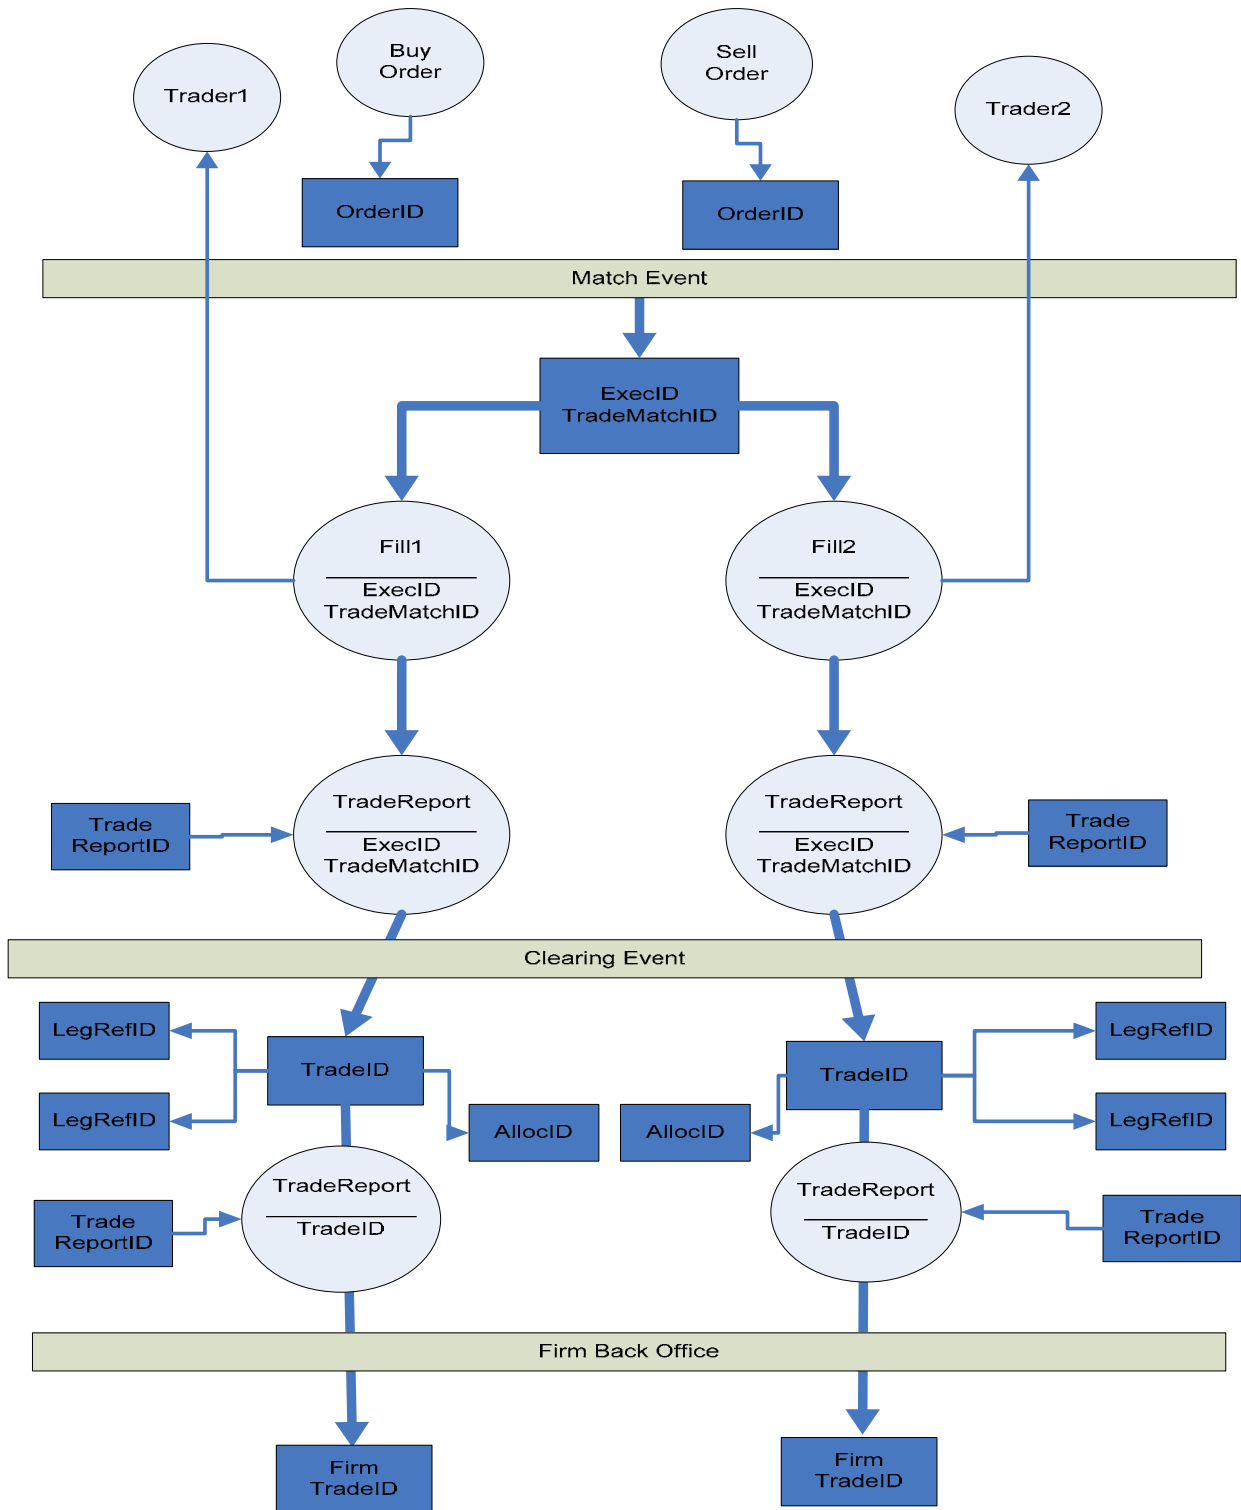 Buy
Order
Sell
Order
Trader1
Trader2
OrderID
OrderID
Match Event
ExecID
TradeMatchID
Fill1
ExecID
TradeMatchID
Fill2
ExecID
TradeMatchID
TradeReport
ExecID
TradeMatchID
TradeReport
ExecID
TradeMatchID
Trade
ReportID
Trade
ReportID
Clearing Event
LegRefID
LegRefID
TradeID
TradeID
LegRefID
AllocID
AllocID
LegRefID
TradeReport
TradeID
TradeReport
TradeID
Trade
ReportID
Trade
ReportID
Firm Back Office
Firm
TradeID
Firm
TradeID